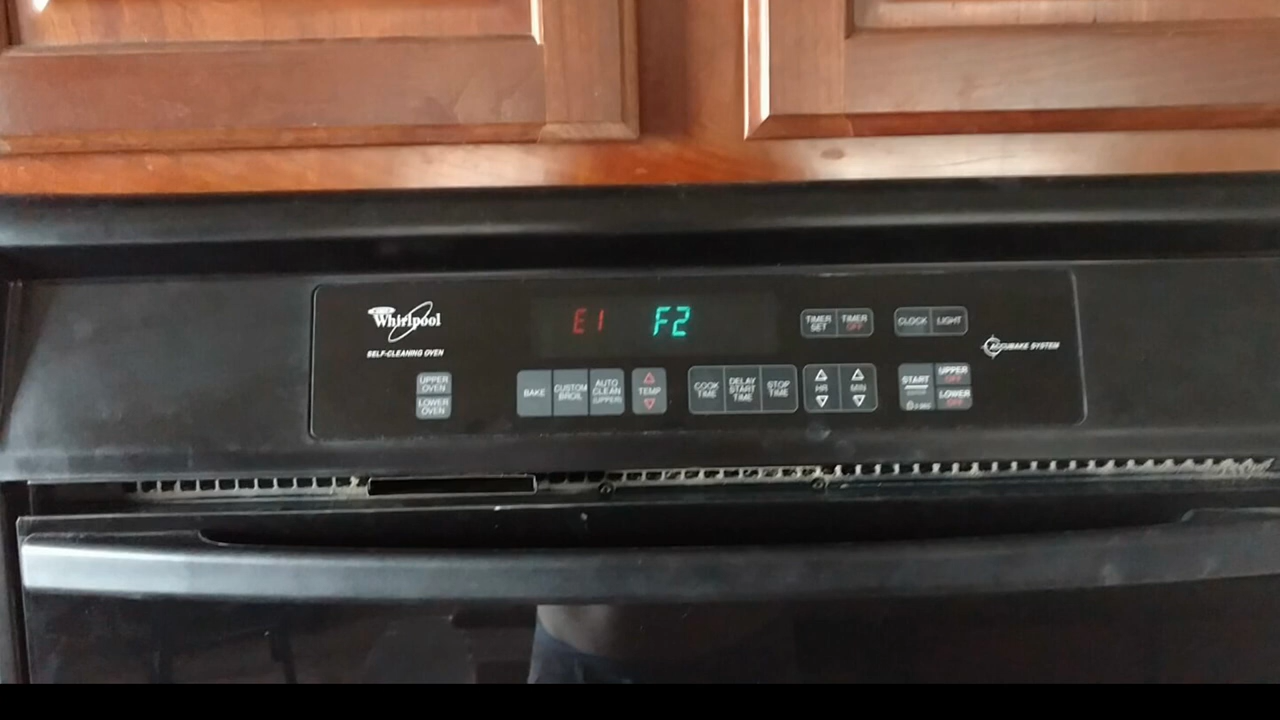 Whirlpool
SELF-CLEANING OVEN
E1 F2
TIMER SET
TIMER OFF
CLOCK
LIGHT
ACCUBAKE SYSTEM
UPPER OVEN
LOWER OVEN
BAKE
CUSTOM BROIL
AUTO CLEAN (UPPER)
TEMP
COOK TIME
DELAY START TIME
STOP TIME
HR
MIN
START
UPPER OFF
LOWER OFF